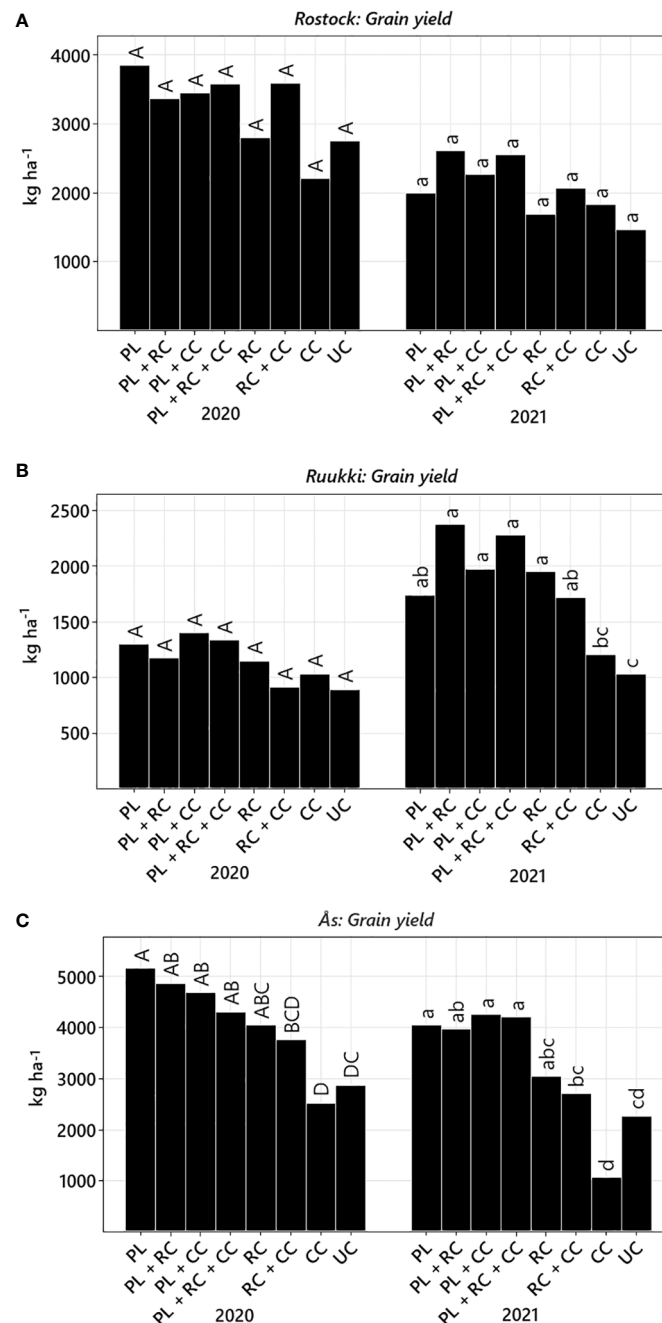 A
Rostock: Grain yield
kg ha⁻¹
4000
3000
2000
1000
A A A A A A A A
a a a a a a a a
PL PL + RC PL + CC PL + RC + CC RC RC + CC CC UC
PL PL + RC PL + CC PL + RC + CC RC RC + CC CC UC
2020 2021
B
Ruukki: Grain yield
kg ha⁻¹
2500
2000
1500
1000
500
A A A A A A A A
ab a a a a ab bc c
PL PL + RC PL + CC PL + RC + CC RC RC + CC CC UC
PL PL + RC PL + CC PL + RC + CC RC RC + CC CC UC
2020 2021
C
Ås: Grain yield
kg ha⁻¹
5000
4000
3000
2000
1000
A AB AB AB ABC BCD D DC
a ab a a abc bc d cd
PL PL + RC PL + CC PL + RC + CC RC RC + CC CC UC
PL PL + RC PL + CC PL + RC + CC RC RC + CC CC UC
2020 2021